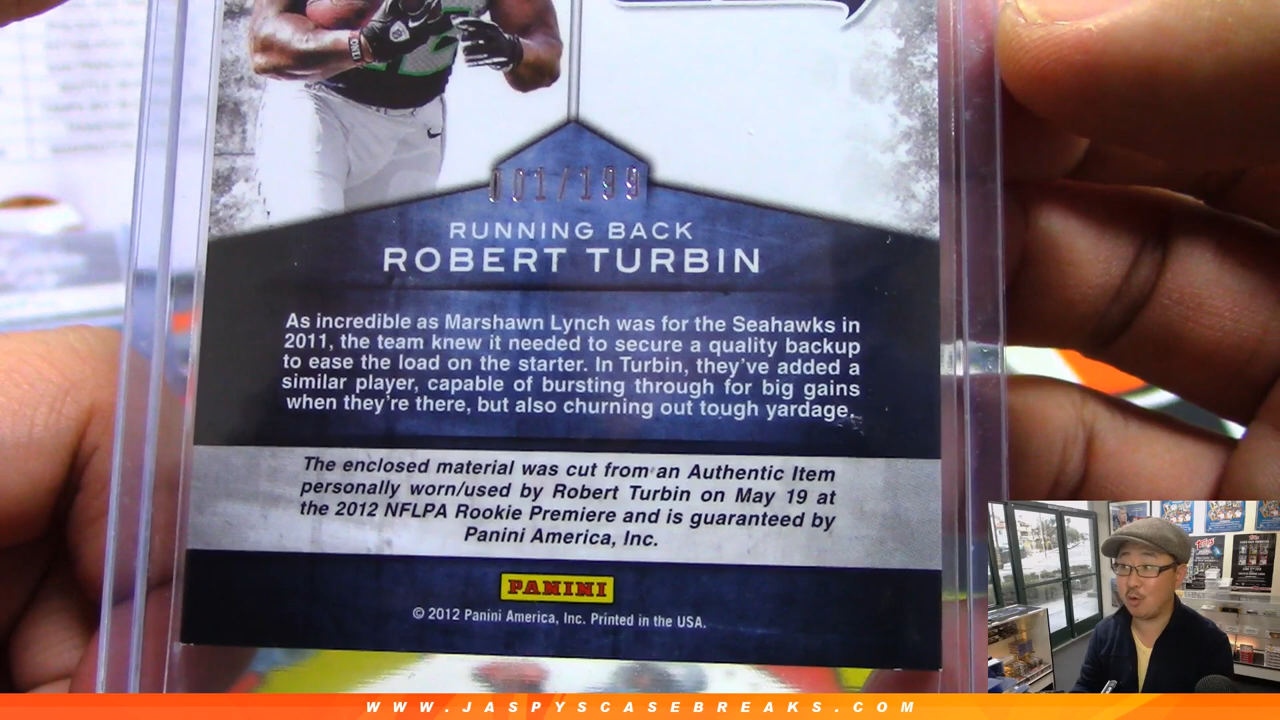 001/199
RUNNING BACK
ROBERT TURBIN
As incredible as Marshawn Lynch was for the Seahawks in
2011, the team knew it needed to secure a quality backup
to ease the load on the starter. In Turbin, they've added a
similar player, capable of bursting through for big gains
when they're there, but also churning out tough yardage.
The enclosed material was cut from an Authentic Item
personally worn/used by Robert Turbin on May 19 at
the 2012 NFLPA Rookie Premiere and is guaranteed by
Panini America, Inc.
PANINI
© 2012 Panini America, Inc. Printed in the USA.
WWW.JASPYSCASEBREAKS.COM